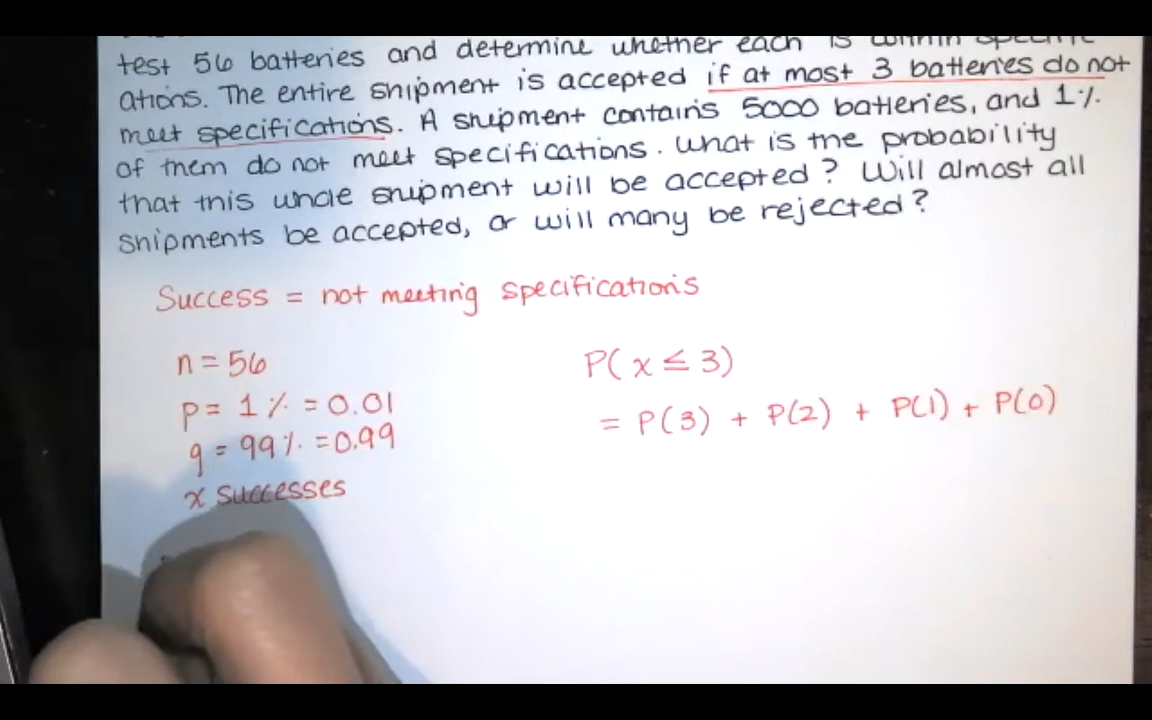 test 56 batteries and determine whether each is within specific-
ations. The entire shipment is accepted if at most 3 batteries do not
meet specifications. A shipment contains 5000 batteries, and 1%
of them do not meet specifications. What is the probability
that this whole shipment will be accepted? Will almost all
shipments be accepted, or will many be rejected?
Success = not meeting specifications
n = 56
P( x ≤ 3)
p = 1% = 0.01
= P(3) + P(2) + P(1) + P(0)
q = 99% = 0.99
x successes